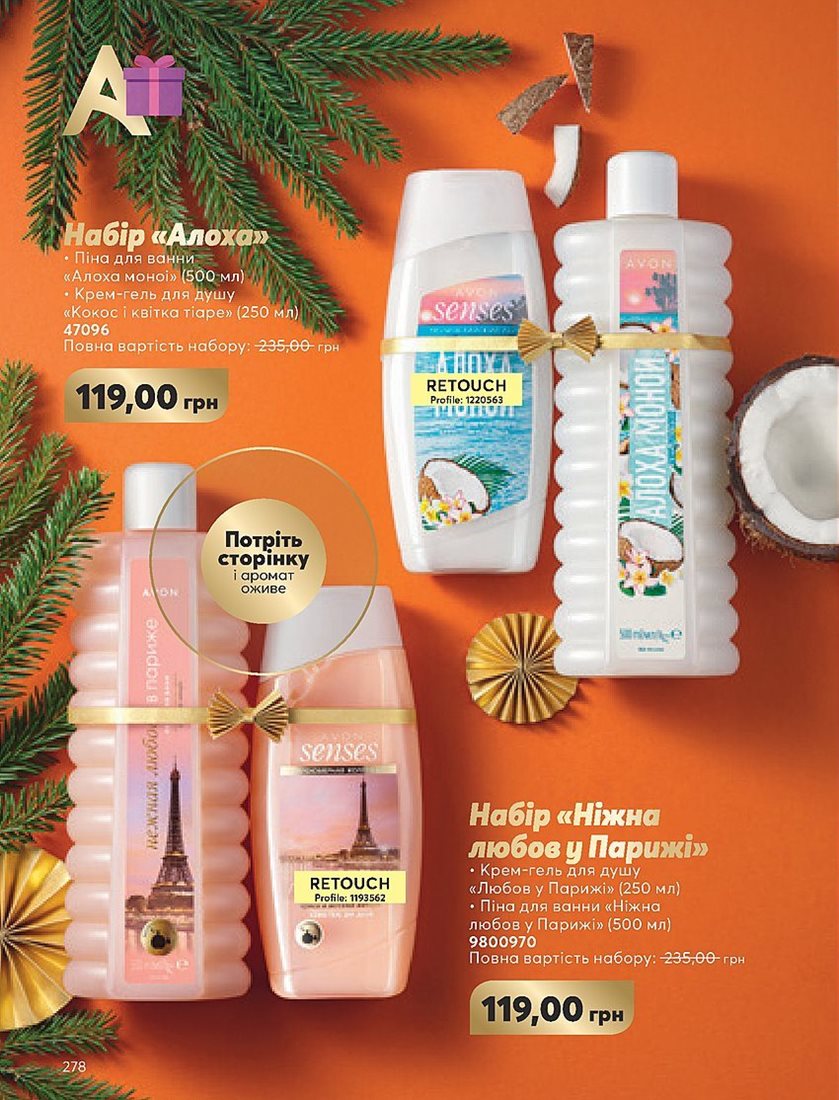 Набір «Алоха»
• Піна для ванни
«Алоха моної» (500 мл)
• Крем-гель для душу
«Кокос і квітка тіаре» (250 мл)
47096
Повна вартість набору: 235,00 грн
119,00 грн
AVON
senses
АЛОХА
МОНОИ
RETOUCH
Profile: 1220563
AVON
АЛОХА МОНОИ
Потріть
сторінку
і аромат
оживе
AVON
нежная любовь в париже
AVON
senses
RETOUCH
Profile: 1193562
Набір «Ніжна
любов у Парижі»
• Крем-гель для душу
«Любов у Парижі» (250 мл)
• Піна для ванни «Ніжна
любов у Парижі» (500 мл)
9800970
Повна вартість набору: 235,00 грн
119,00 грн
278